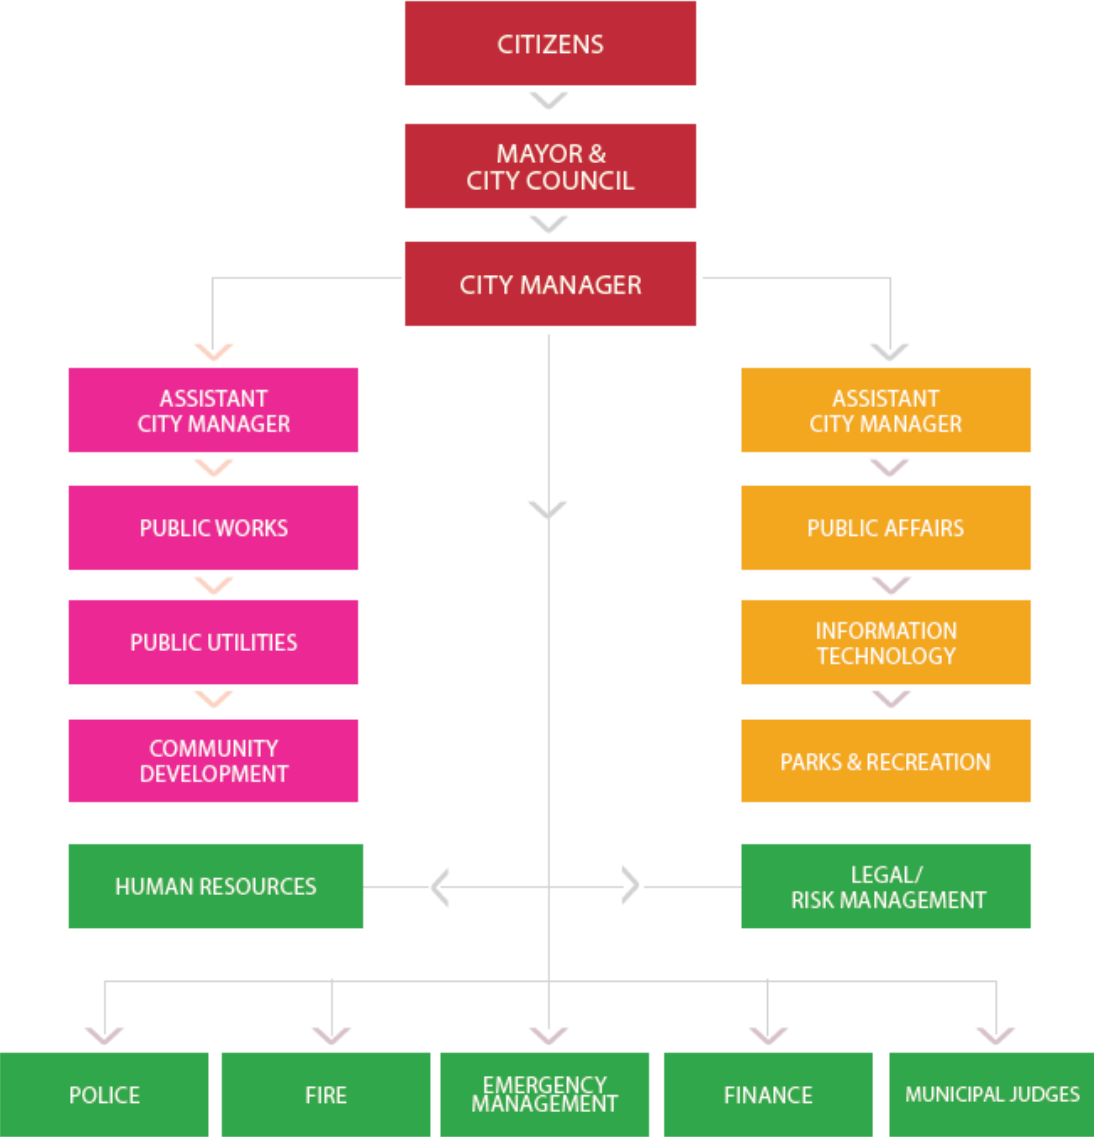 CITIZENS
MAYOR &
CITY COUNCIL
CITY MANAGER
ASSISTANT
CITY MANAGER
ASSISTANT
CITY MANAGER
PUBLIC WORKS
PUBLIC AFFAIRS
PUBLIC UTILITIES
INFORMATION
TECHNOLOGY
COMMUNITY
DEVELOPMENT
PARKS & RECREATION
HUMAN RESOURCES
LEGAL/
RISK MANAGEMENT
POLICE
FIRE
EMERGENCY
MANAGEMENT
FINANCE
MUNICIPAL JUDGES